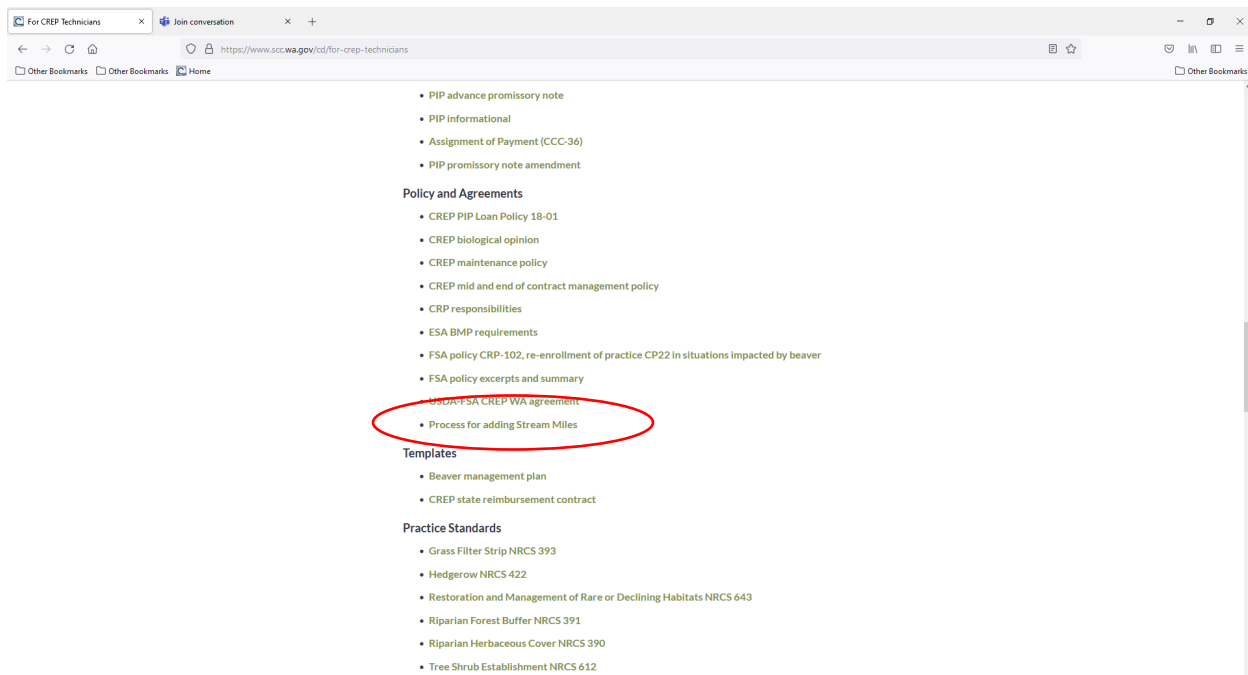 For CREP Technicians
Join conversation
https://www.scc.wa.gov/cd/for-crep-technicians
Other Bookmarks Other Bookmarks Home
Other Bookmarks
PIP advance promissory note
PIP informational
Assignment of Payment (CCC-36)
PIP promissory note amendment
Policy and Agreements
CREP PIP Loan Policy 18-01
CREP biological opinion
CREP maintenance policy
CREP mid and end of contract management policy
CRP responsibilities
ESA BMP requirements
FSA policy CRP-102, re-enrollment of practice CP22 in situations impacted by beaver
FSA policy excerpts and summary
USDA-FSA CREP WA agreement
Process for adding Stream Miles
Templates
Beaver management plan
CREP state reimbursement contract
Practice Standards
Grass Filter Strip NRCS 393
Hedgerow NRCS 422
Restoration and Management of Rare or Declining Habitats NRCS 643
Riparian Forest Buffer NRCS 391
Riparian Herbaceous Cover NRCS 390
Tree Shrub Establishment NRCS 612